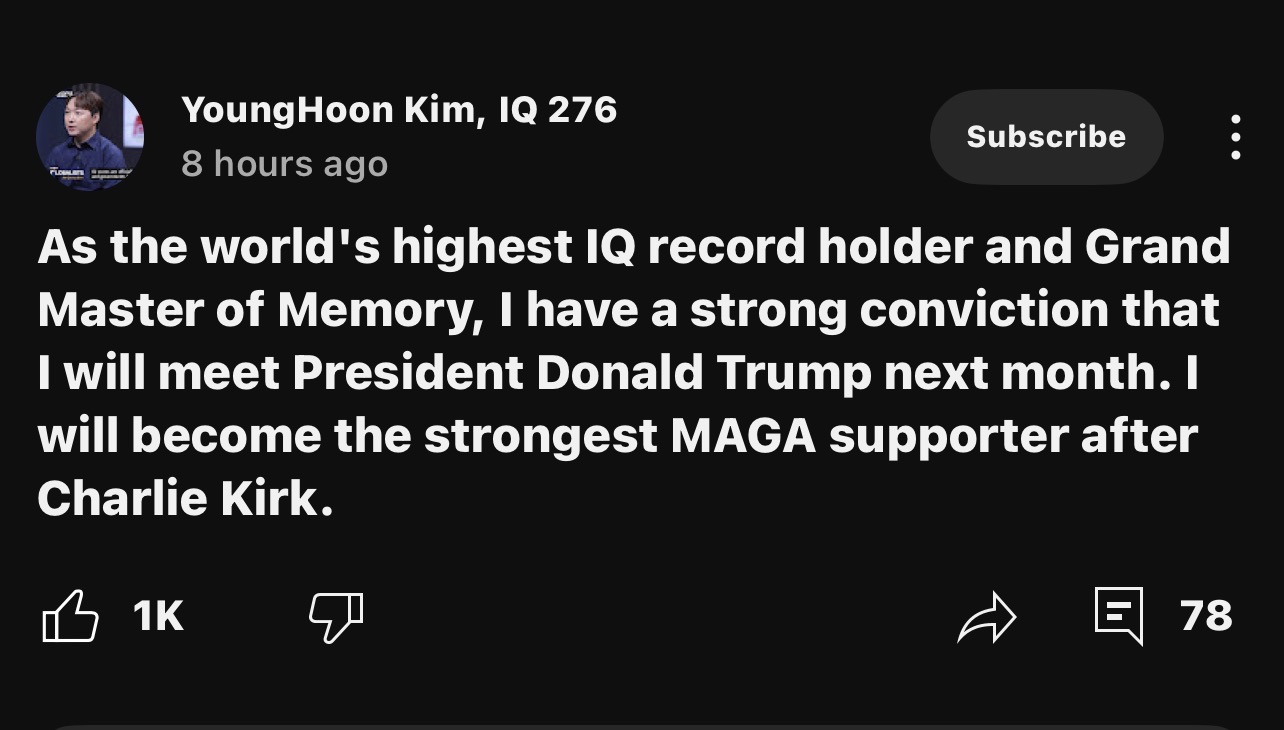 YoungHoon Kim, IQ 276
8 hours ago
Subscribe
As the world's highest IQ record holder and Grand
Master of Memory, I have a strong conviction that
I will meet President Donald Trump next month. I
will become the strongest MAGA supporter after
Charlie Kirk.
1K
78